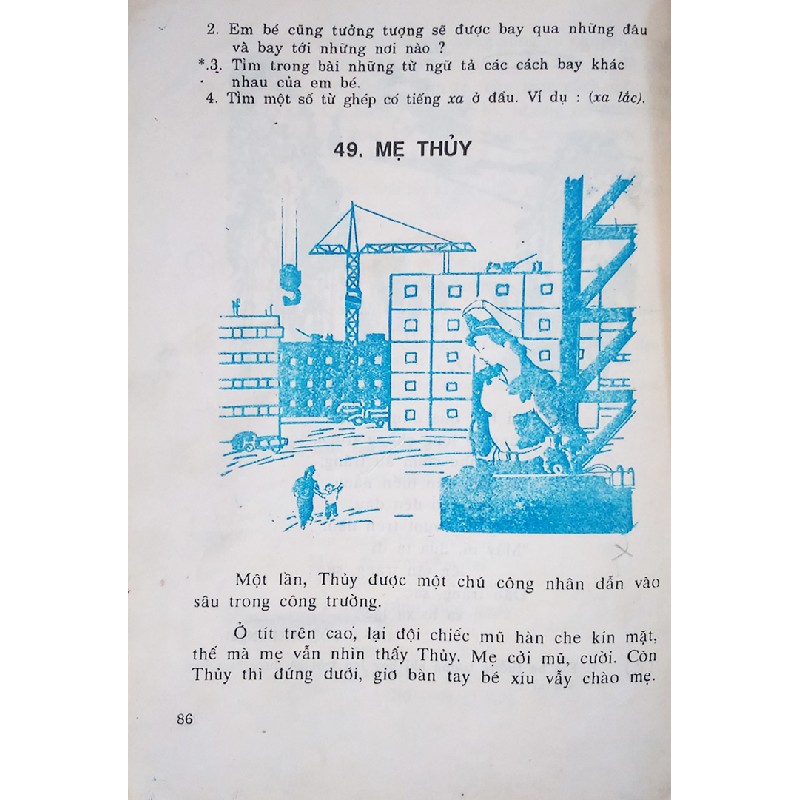 2. Em bé cũng tưởng tượng sẽ được bay qua những đâu
và bay tới những nơi nào ?
*.3. Tìm trong bài những từ ngữ tả các cách bay khác
nhau của em bé.
4. Tìm một số từ ghép có tiếng xa ở đầu. Ví dụ : (xa lắc).
49. MẸ THỦY
Một lần, Thủy được một chú công nhân dẫn vào
sâu trong công trường.
Ở tít trên cao, lại đội chiếc mũ hàn che kín mặt,
thế mà mẹ vẫn nhìn thấy Thủy. Mẹ cởi mũ, cười. Còn
Thủy thì đứng dưới, giơ bàn tay bé xíu vẫy chào mẹ.
86